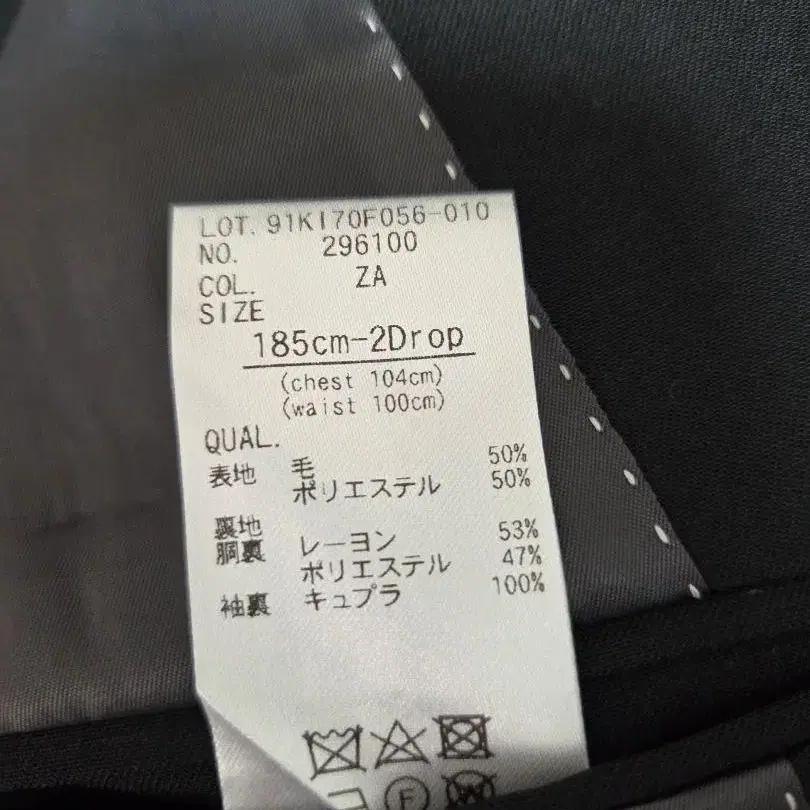 LOT. 91KI70F056-010
NO. 296100
COL. ZA
SIZE
185cm-2Drop
(chest 104cm)
(waist 100cm)
QUAL.
表地 毛 50%
ポリエステル 50%
裏地
胴裏 レーヨン 53%
ポリエステル 47%
袖裏 キュプラ 100%
F W